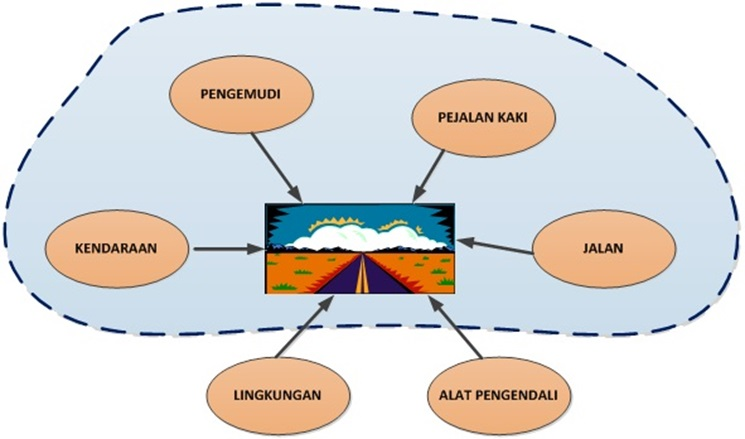 PENGEMUDI
PEJALAN KAKI
KENDARAAN
JALAN
LINGKUNGAN
ALAT PENGENDALI